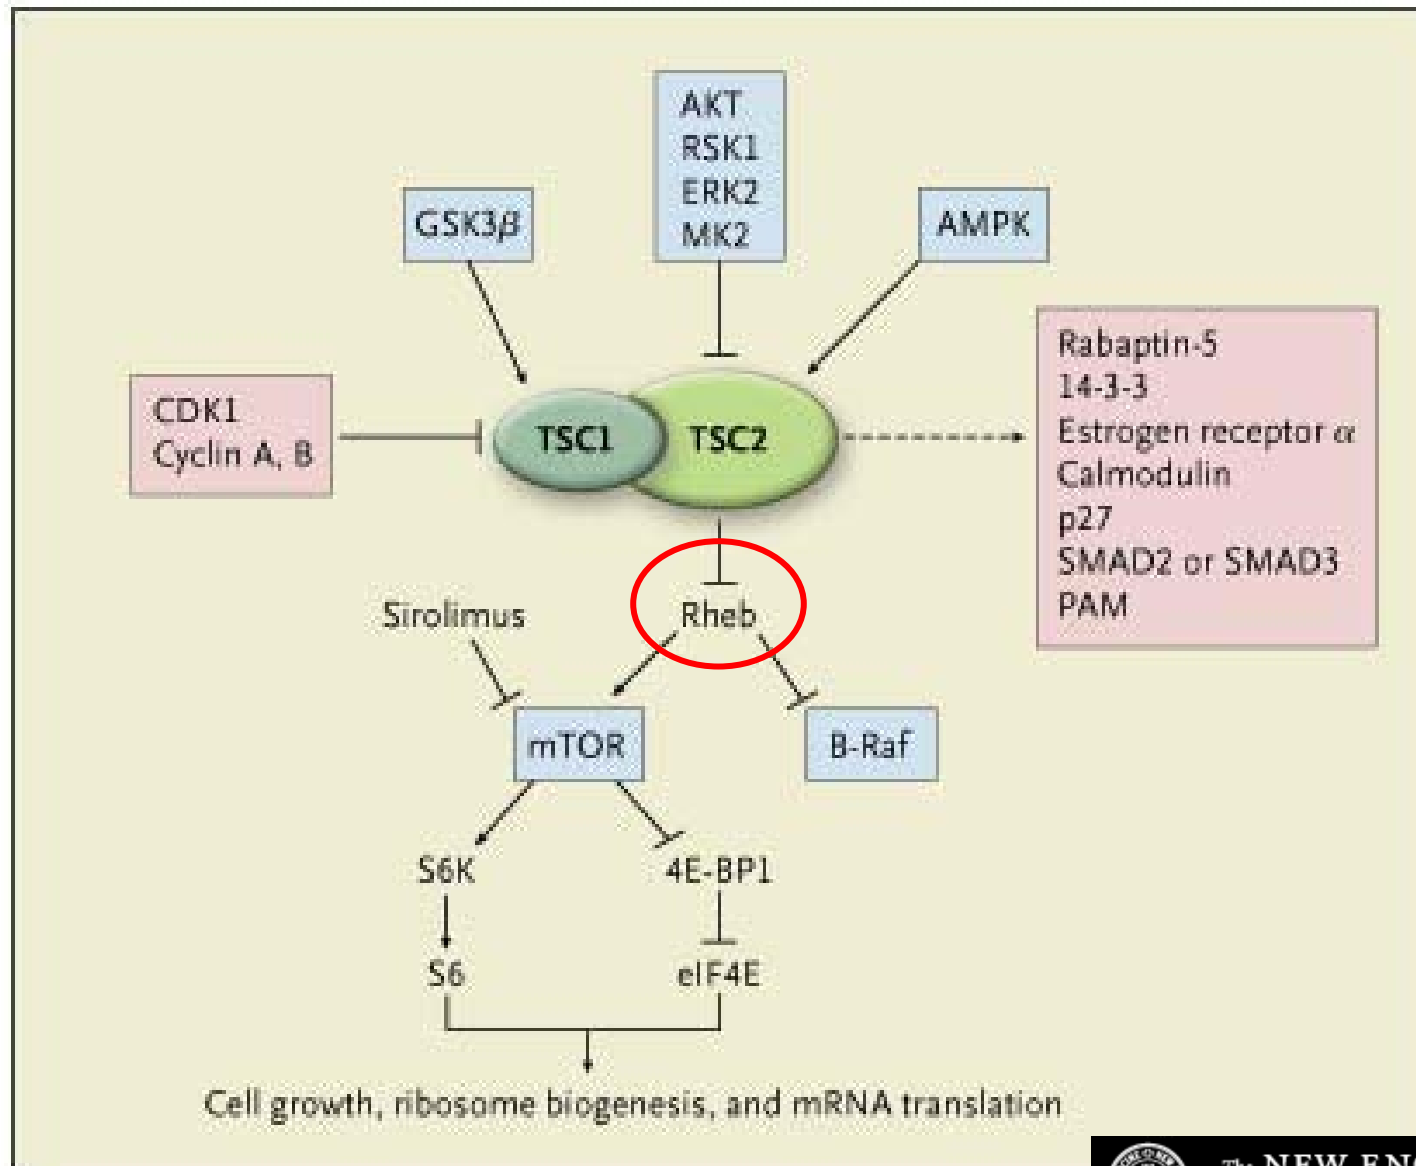 AKT
RSK1
ERK2
MK2
GSK3β
AMPK
Rabaptin-5
14-3-3
Estrogen receptor α
Calmodulin
p27
SMAD2 or SMAD3
PAM
CDK1
Cyclin A, B
TSC1
TSC2
Sirolimus
Rheb
mTOR
B-Raf
S6K
4E-BP1
S6
eIF4E
Cell growth, ribosome biogenesis, and mRNA translation
The NEW